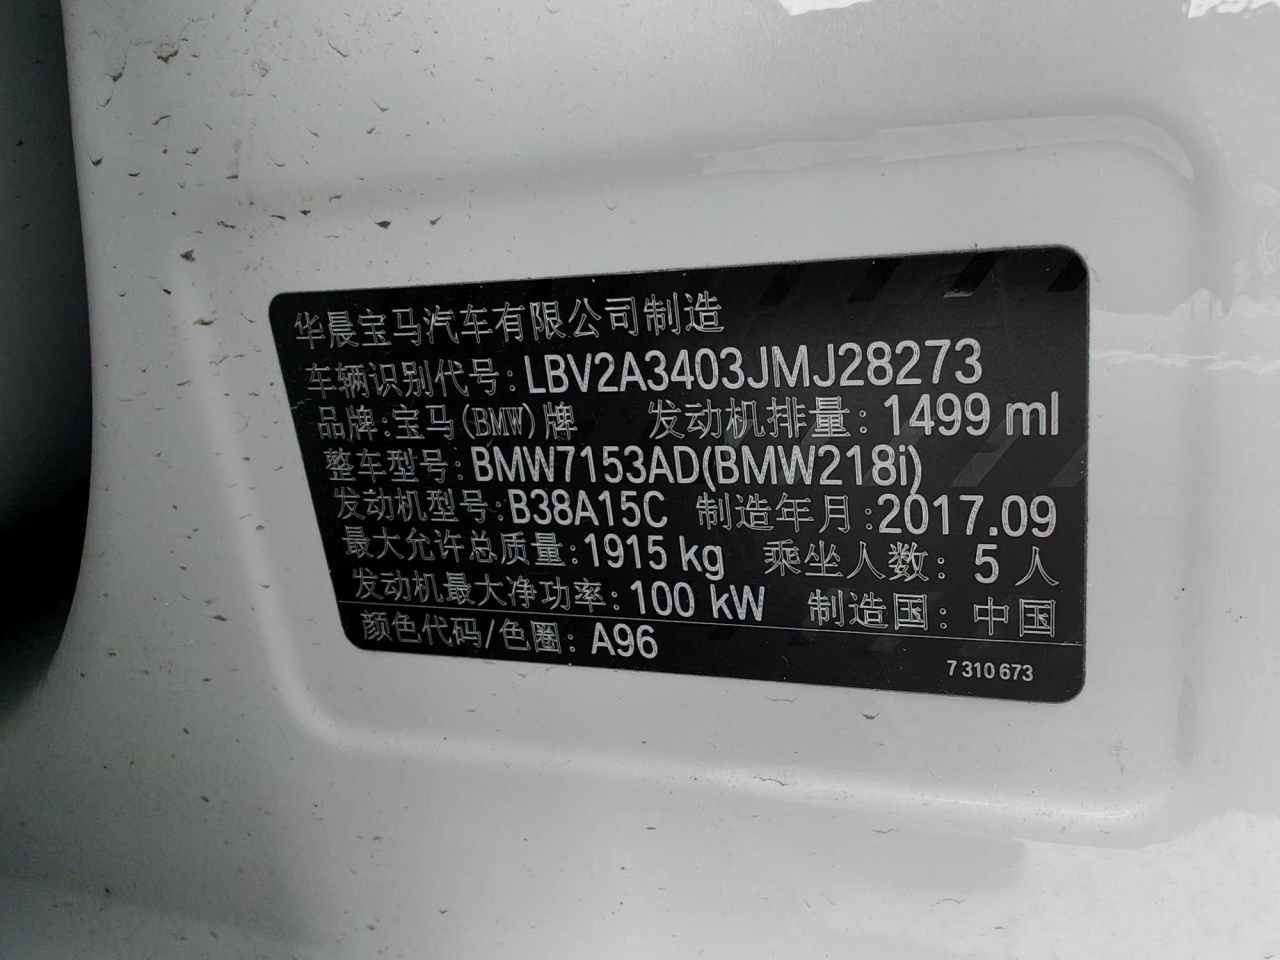 华晨宝马汽车有限公司制造
车辆识别代号: LBV2A3403JMJ28273
品牌:宝马(BMW)牌 发动机排量: 1499 ml
整车型号: BMW7153AD(BMW218i)
发动机型号: B38A15C 制造年月:2017.09
最大允许总质量:1915 kg 乘坐人数: 5 人
发动机最大净功率: 100 kW 制造国: 中国
颜色代码/色圈: A96
7 310 673